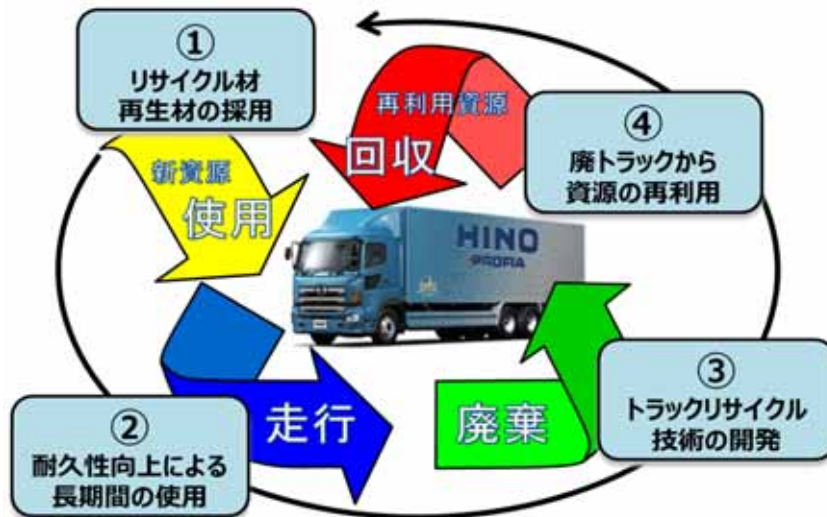 ①
リサイクル材
再生材の採用
再利用資源
回収
④
廃トラックから
資源の再利用
新資源
使用
HINO
PROFIA
走行
廃棄
③
トラックリサイクル
技術の開発
②
耐久性向上による
長期間の使用